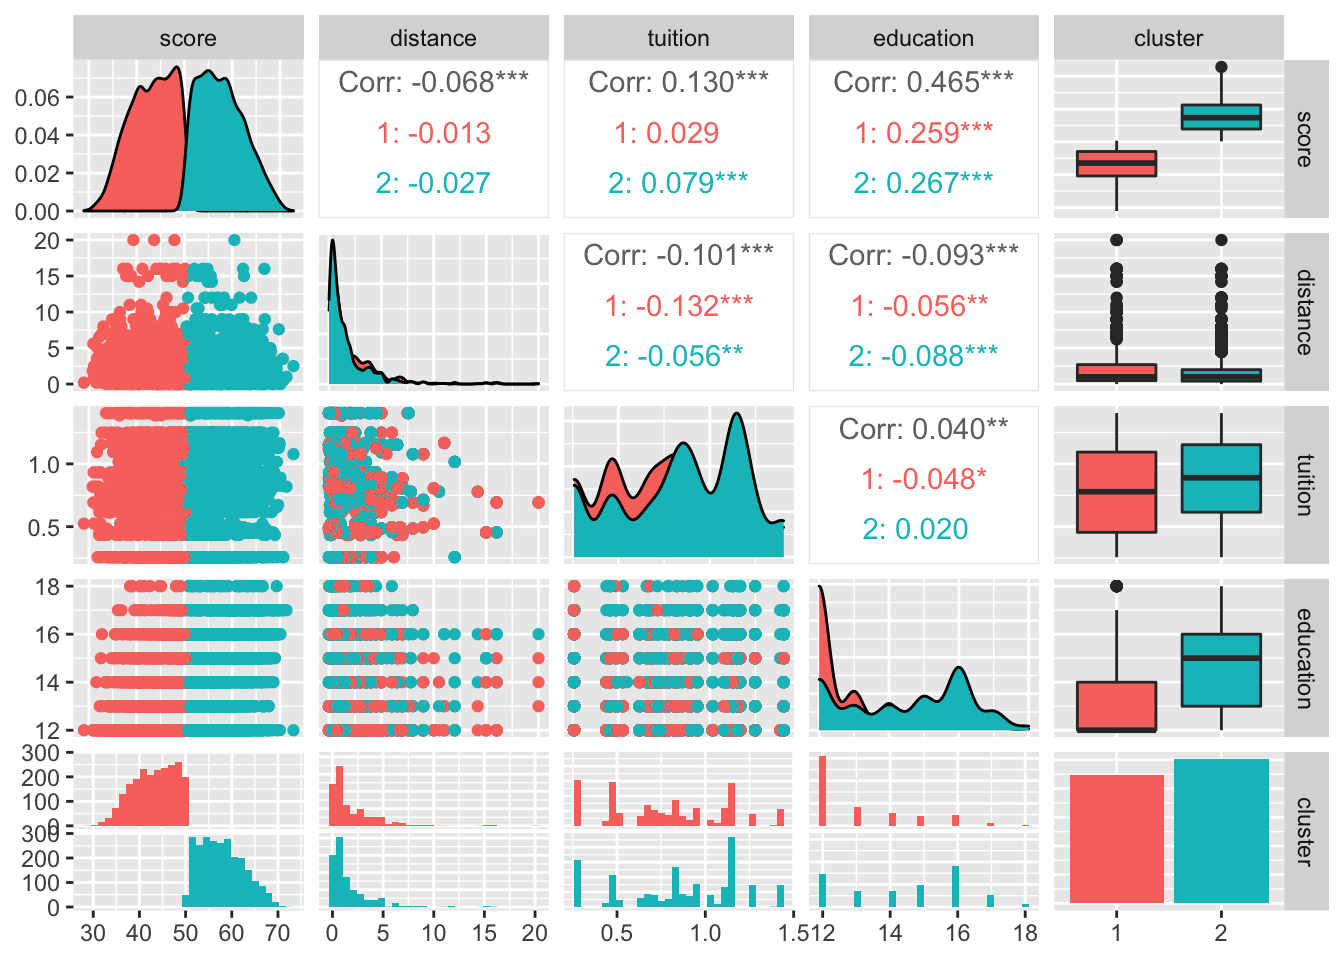 score distance tuition education cluster
0.06
0.04
0.02
0.00
Corr: -0.068***
1: -0.013
2: -0.027
Corr: 0.130***
1: 0.029
2: 0.079***
Corr: 0.465***
1: 0.259***
2: 0.267***
score
20
15
10
5
0
Corr: -0.101***
1: -0.132***
2: -0.056**
Corr: -0.093***
1: -0.056**
2: -0.088***
distance
1.0
0.5
Corr: 0.040**
1: -0.048*
2: 0.020
tuition
18
16
14
12
education
300
200
100
0
300
200
100
0
cluster
30 40 50 60 70
0 5 10 15 20
0.5 1.0 1.5
12 14 16 18
1 2